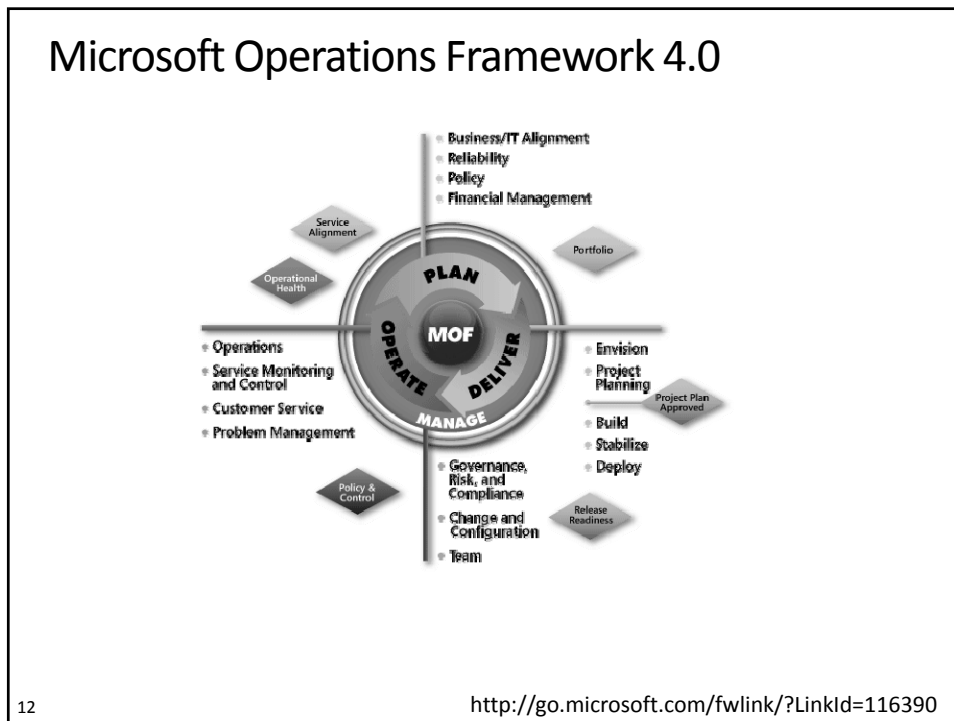 Microsoft Operations Framework 4.0
Business/IT Alignment
Reliability
Policy
Financial Management
Service
Alignment
Portfolio
Operational
Health
PLAN
MOF
OPERATE
DELIVER
MANAGE
Operations
Service Monitoring
and Control
Customer Service
Problem Management
Envision
Project
Planning
Project Plan
Approved
Build
Stabilize
Deploy
Policy &
Control
Governance,
Risk, and
Compliance
Change and
Configuration
Team
Release
Readiness
12
http://go.microsoft.com/fwlink/?LinkId=116390